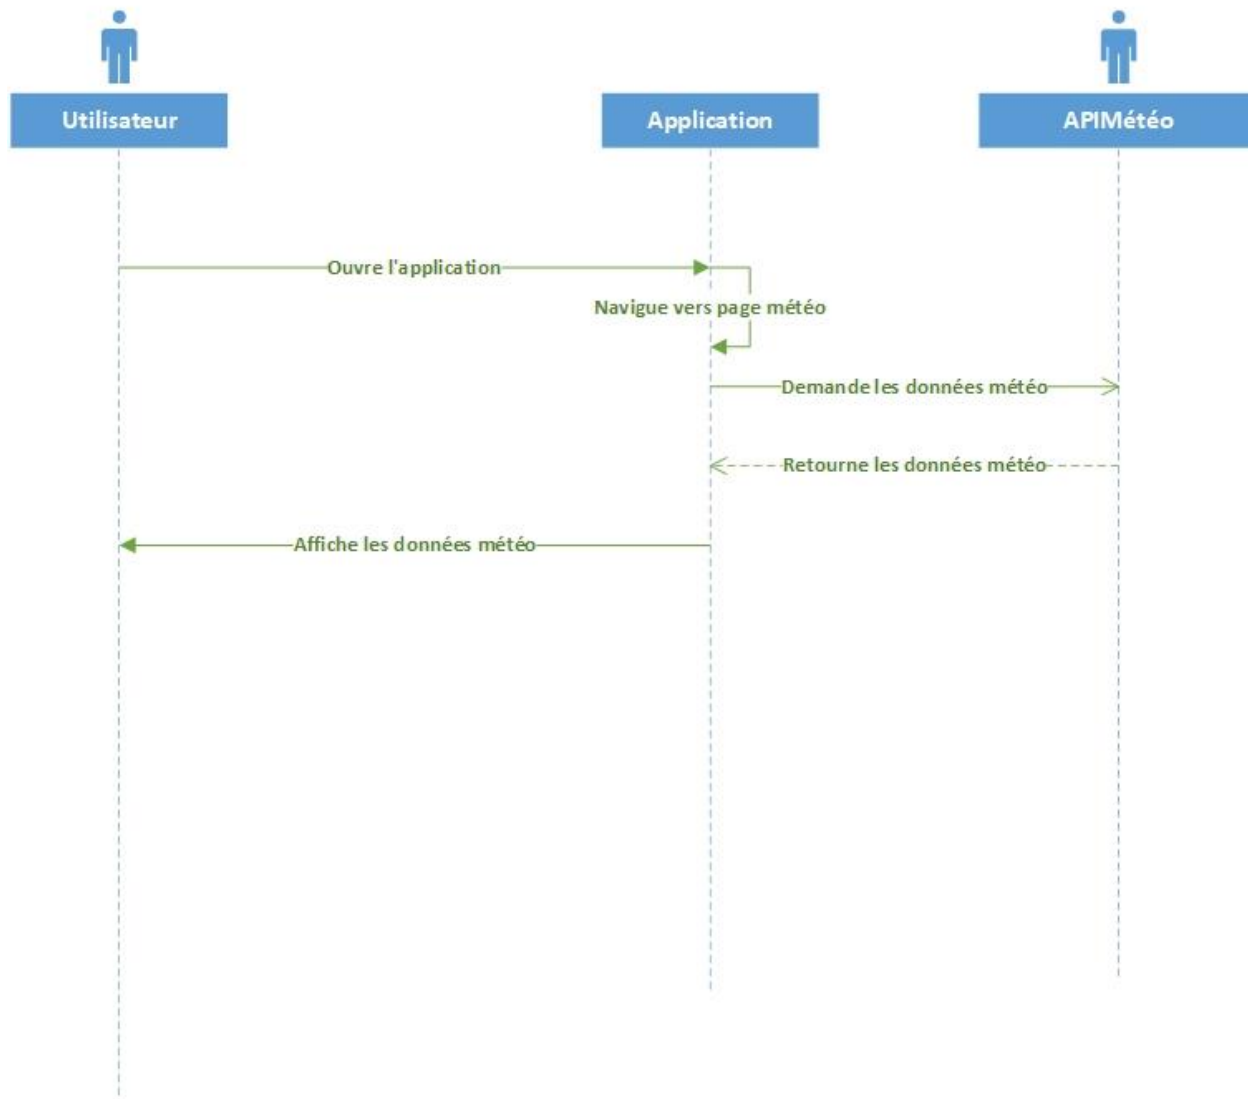 Utilisateur
Application
APIMétéo
Ouvre l'application
Navigue vers page météo
Demande les données météo
Retourne les données météo
Affiche les données météo